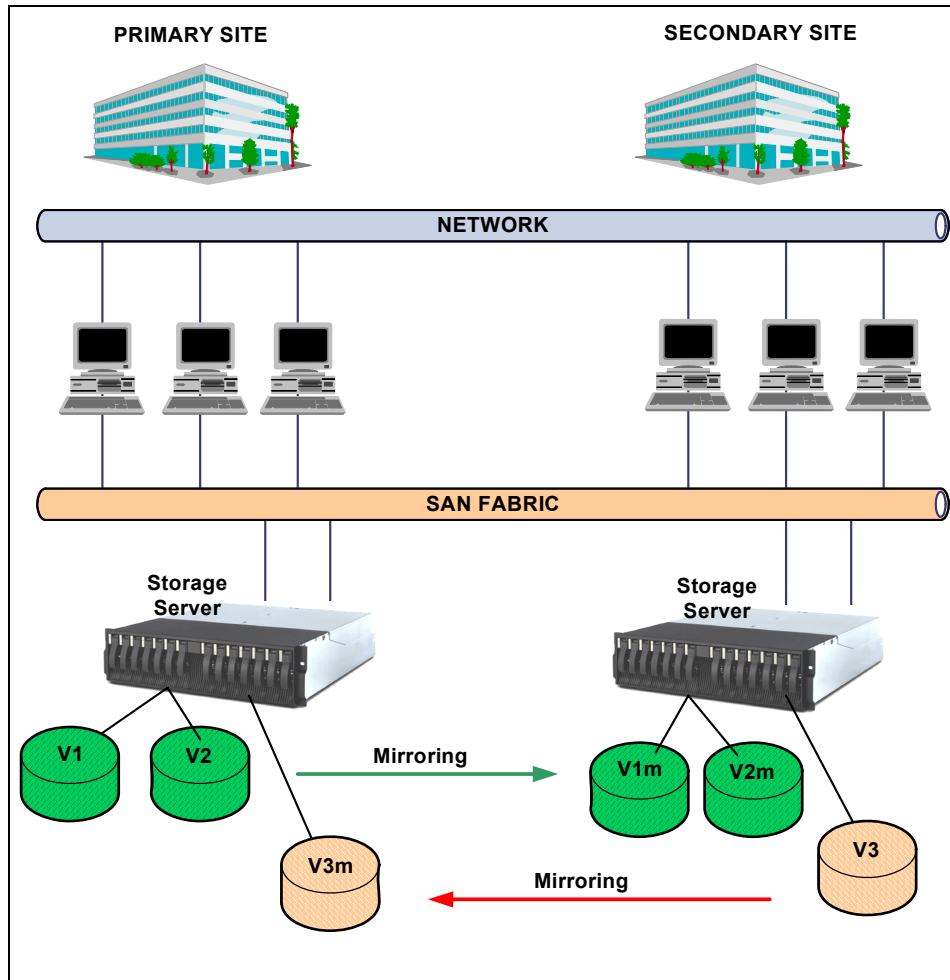 PRIMARY SITE
SECONDARY SITE
NETWORK
SAN FABRIC
Storage
Server
Storage
Server
V1
V2
Mirroring
V1m
V2m
V3m
Mirroring
V3